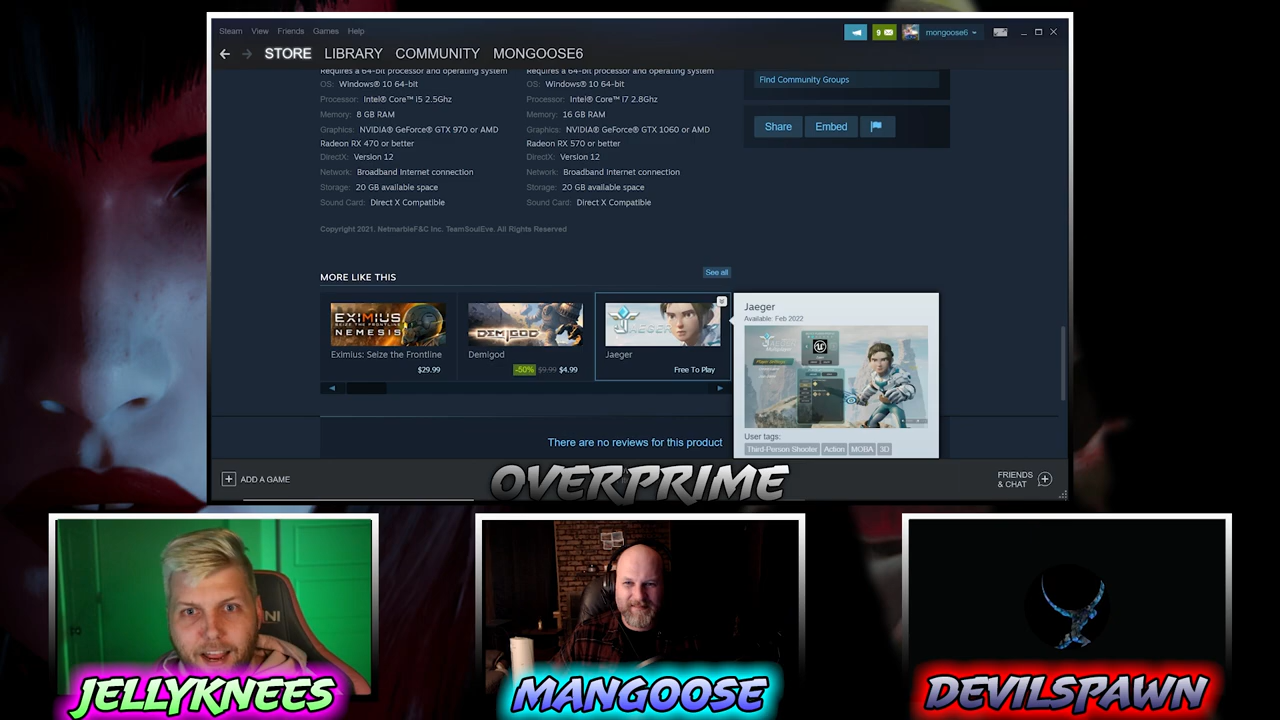 Steam View Friends Games Help
9 mongoose6
STORE LIBRARY COMMUNITY MONGOOSE6
Requires a 64-bit processor and operating system
OS: Windows® 10 64-bit
Processor: Intel® Core™ i5 2.5Ghz
Memory: 8 GB RAM
Graphics: NVIDIA® GeForce® GTX 970 or AMD
Radeon RX 470 or better
DirectX: Version 12
Network: Broadband Internet connection
Storage: 20 GB available space
Sound Card: Direct X Compatible
Requires a 64-bit processor and operating system
OS: Windows® 10 64-bit
Processor: Intel® Core™ i7 2.8Ghz
Memory: 16 GB RAM
Graphics: NVIDIA® GeForce® GTX 1060 or AMD
Radeon RX 570 or better
DirectX: Version 12
Network: Broadband Internet connection
Storage: 20 GB available space
Sound Card: Direct X Compatible
Find Community Groups
Share Embed
Copyright 2021. NetmarbleF&C Inc. TeamSoulEve. All Rights Reserved
MORE LIKE THIS
See all
EXIMIUS
SEIZE THE FRONTLINE
NEMESIS
Eximius: Seize the Frontline
$29.99
DEMIGOD
Demigod
-50% $9.99 $4.99
JAEGER
Jaeger
Free To Play
Jaeger
Available: Feb 2022
User tags:
Third-Person Shooter Action MOBA 3D
There are no reviews for this product
ADD A GAME
OVERPRIME
FRIENDS
& CHAT
JELLYKNEES
MANGOOSE
DEVILSPAWN